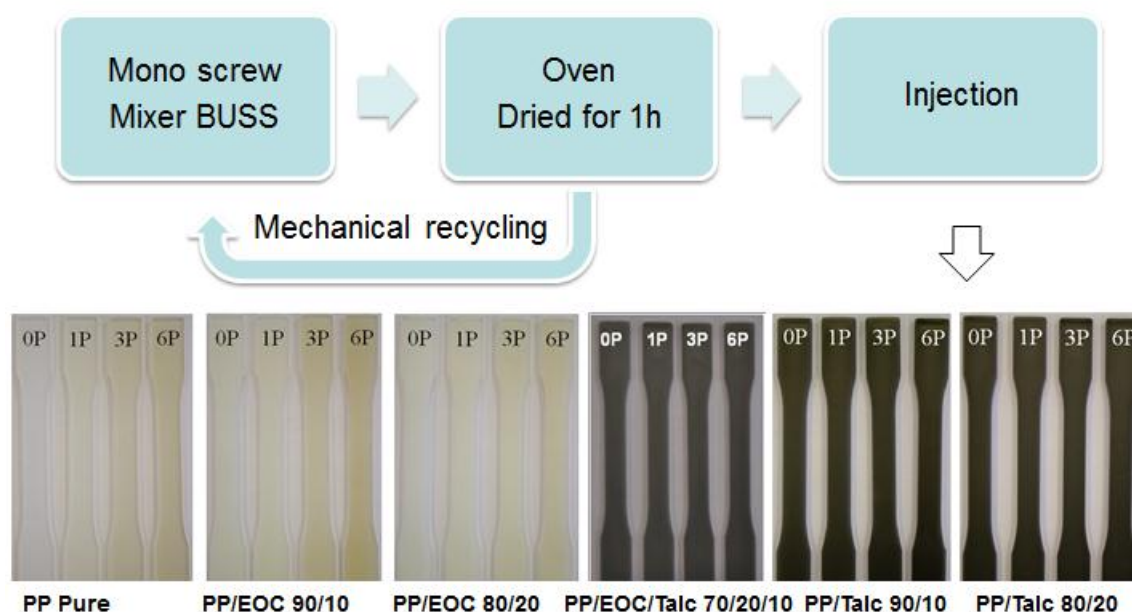 Mono screw
Mixer BUSS
Oven
Dried for 1h
Injection
Mechanical recycling
0P 1P 3P 6P
0P 1P 3P 6P
0P 1P 3P 6P
0P 1P 3P 6P
0P 1P 3P 6P
0P 1P 3P 6P
PP Pure
PP/EOC 90/10
PP/EOC 80/20
PP/EOC/Talc 70/20/10
PP/Talc 90/10
PP/Talc 80/20